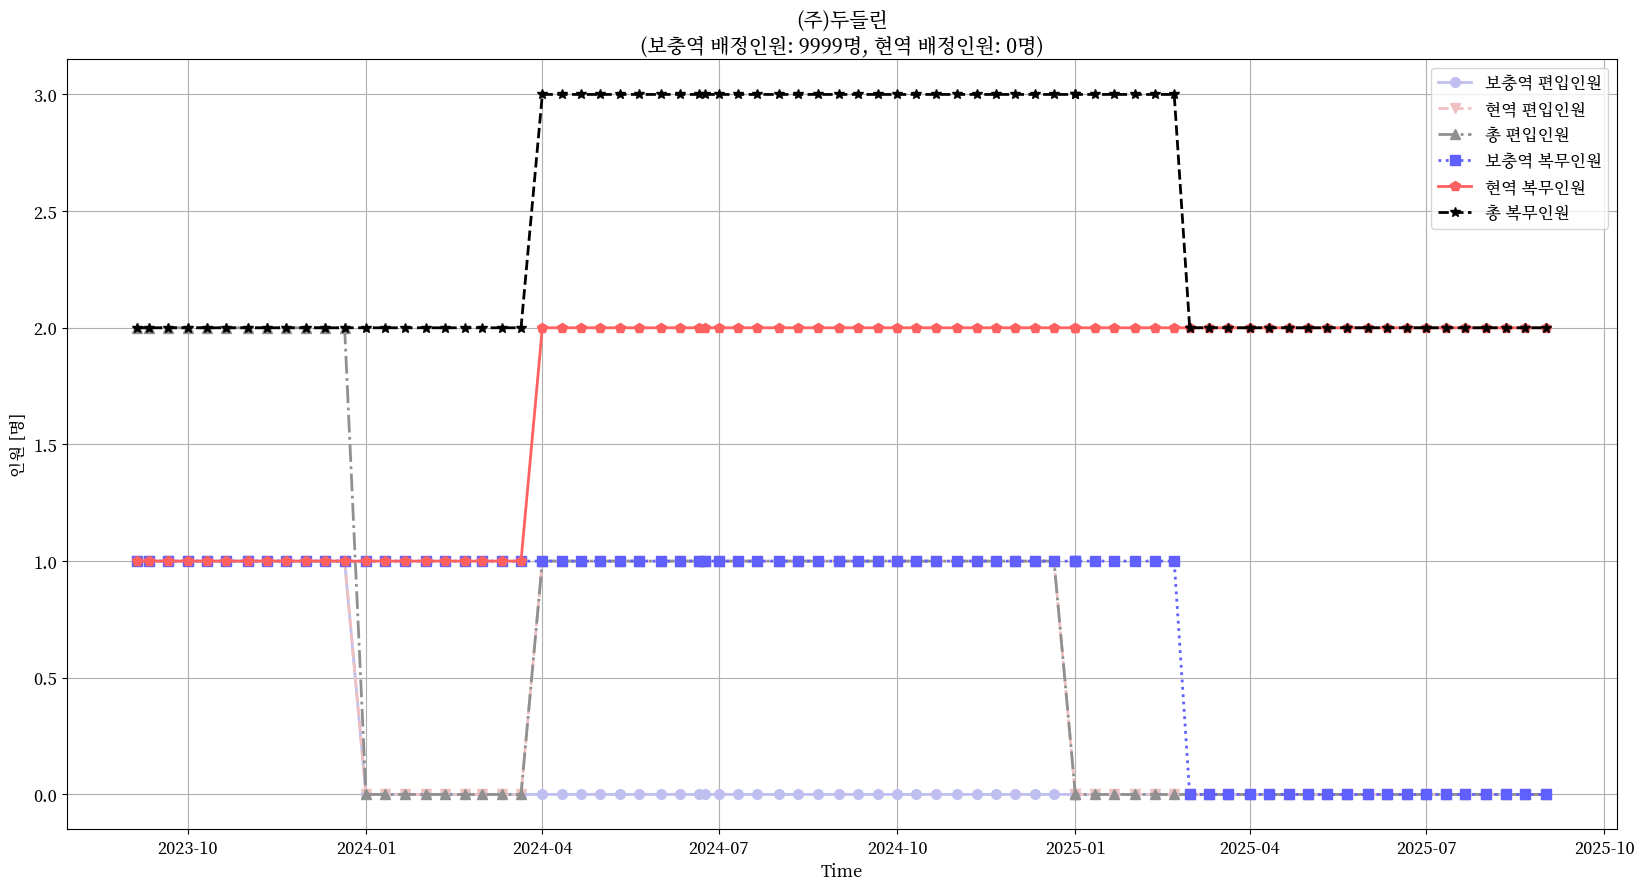 (주)두들린
(보충역 배정인원: 9999명, 현역 배정인원: 0명)
보충역 편입인원
현역 편입인원
총 편입인원
보충역 복무인원
현역 복무인원
총 복무인원
인원 [명]
3.0
2.5
2.0
1.5
1.0
0.5
0.0
2023-10
2024-01
2024-04
2024-07
2024-10
2025-01
2025-04
2025-07
2025-10
Time